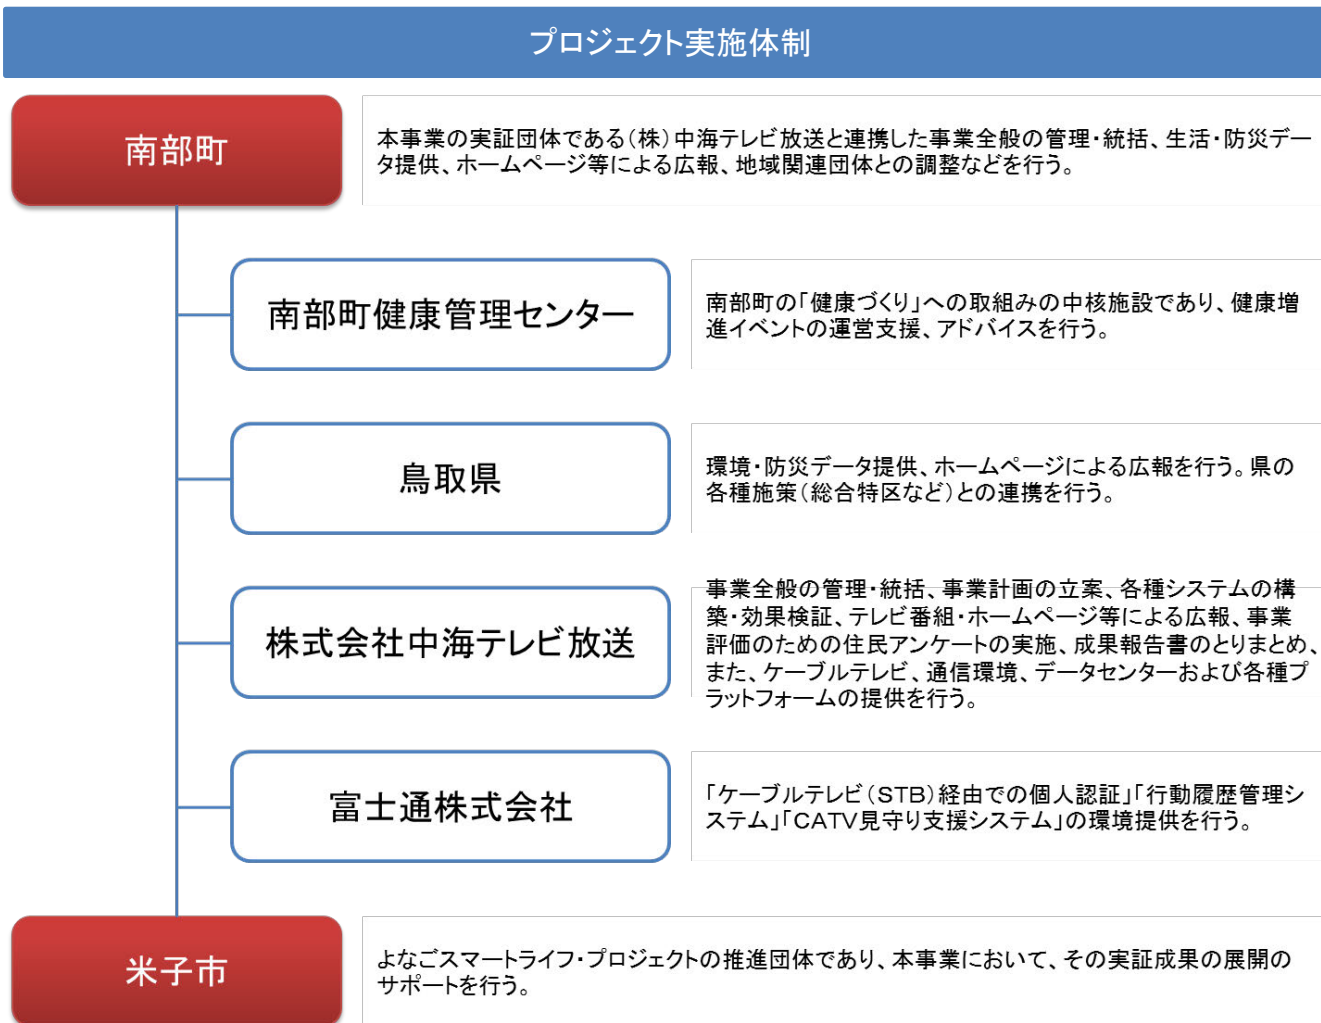 プロジェクト実施体制
南部町
本事業の実証団体である(株)中海テレビ放送と連携した事業全般の管理・統括、生活・防災デー
タ提供、ホームページ等による広報、地域関連団体との調整などを行う。
南部町健康管理センター
南部町の「健康づくり」への取組みの中核施設であり、健康増
進イベントの運営支援、アドバイスを行う。
鳥取県
環境・防災データ提供、ホームページによる広報を行う。県の
各種施策(総合特区など)との連携を行う。
株式会社中海テレビ放送
事業全般の管理・統括、事業計画の立案、各種システムの構
築・効果検証、テレビ番組・ホームページ等による広報、事業
評価のための住民アンケートの実施、成果報告書のとりまとめ、
また、ケーブルテレビ、通信環境、データセンターおよび各種プ
ラットフォームの提供を行う。
富士通株式会社
「ケーブルテレビ(STB)経由での個人認証」「行動履歴管理シ
ステム」「CATV見守り支援システム」の環境提供を行う。
米子市
よなごスマートライフ・プロジェクトの推進団体であり、本事業において、その実証成果の展開の
サポートを行う。